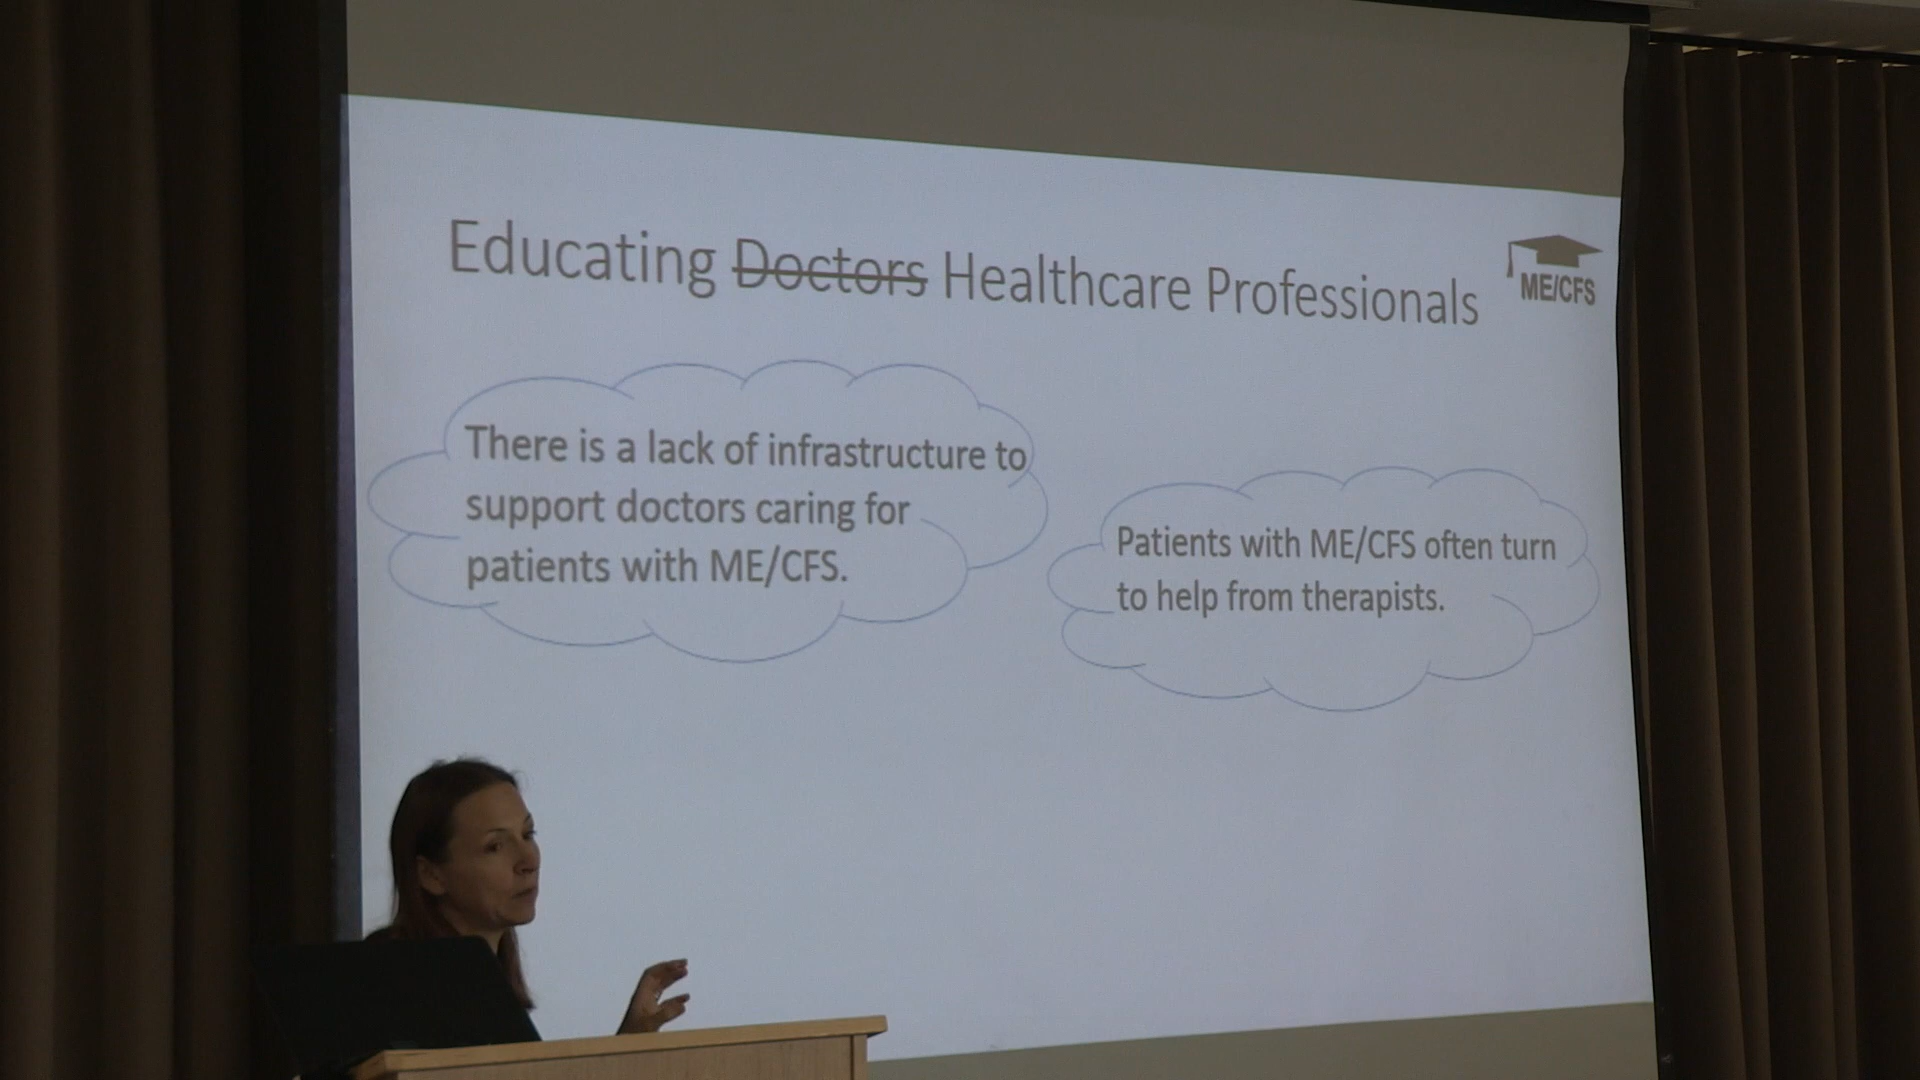 Educating Doctors Healthcare Professionals
ME/CFS
There is a lack of infrastructure to
support doctors caring for
patients with ME/CFS.
Patients with ME/CFS often turn
to help from therapists.